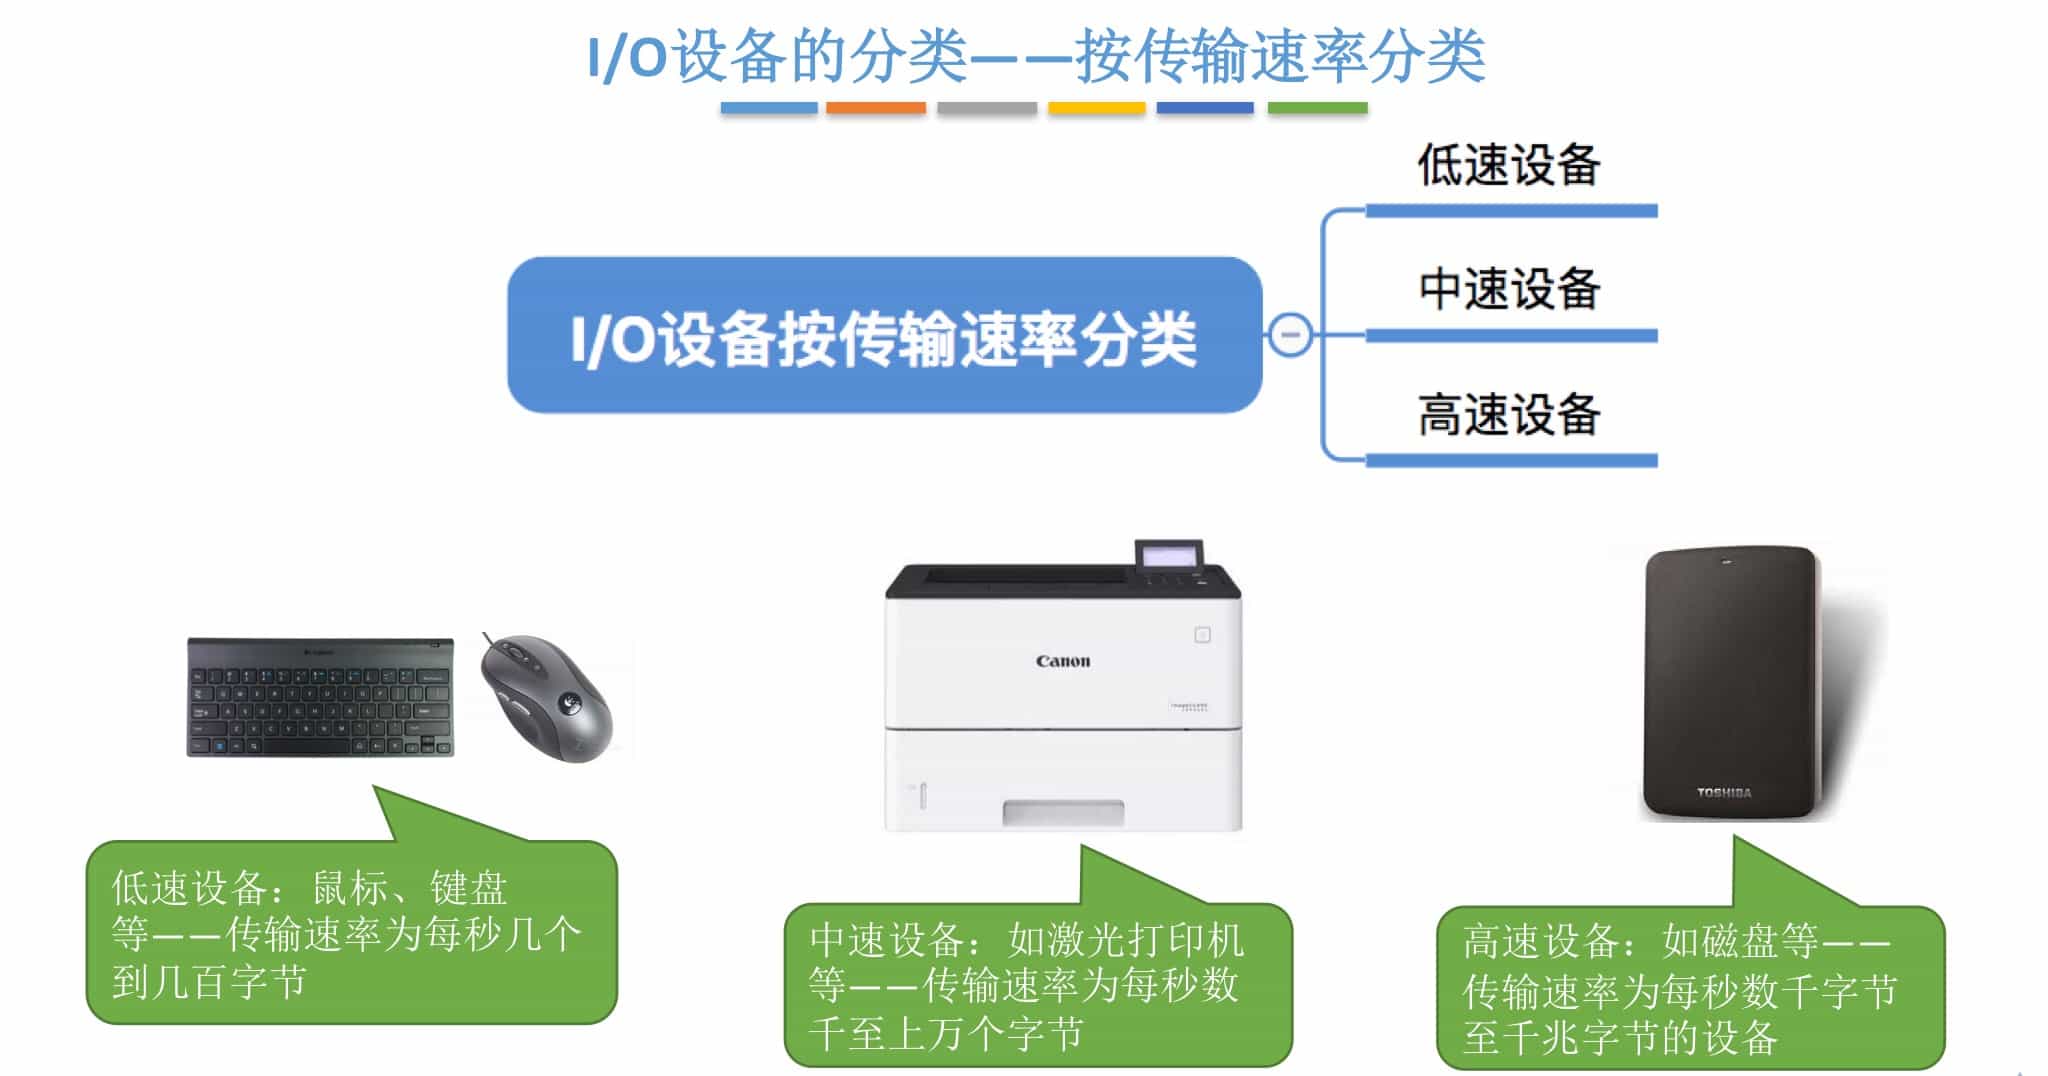 I/O设备的分类——按传输速率分类
低速设备
中速设备
I/O设备按传输速率分类
高速设备
Canon
TOSHIBA
低速设备：鼠标、键盘
等——传输速率为每秒几个
到几百字节
中速设备：如激光打印机
等——传输速率为每秒数
千至上万个字节
高速设备：如磁盘等——
传输速率为每秒数千字节
至千兆字节的设备